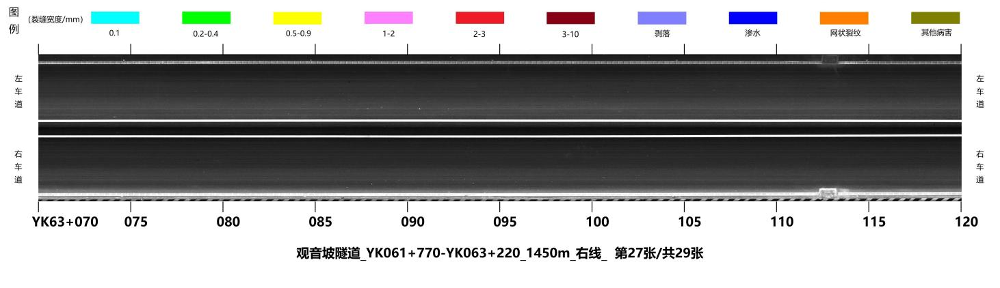 图例
(裂缝宽度/mm)
0.1 0.2-0.4 0.5-0.9 1-2 2-3 3-10 剥落 渗水 网状裂纹 其他病害
左车道 左车道
右车道 右车道
YK63+070 075 080 085 090 095 100 105 110 115 120
观音坡隧道_YK061+770-YK063+220_1450m_右线_ 第27张/共29张